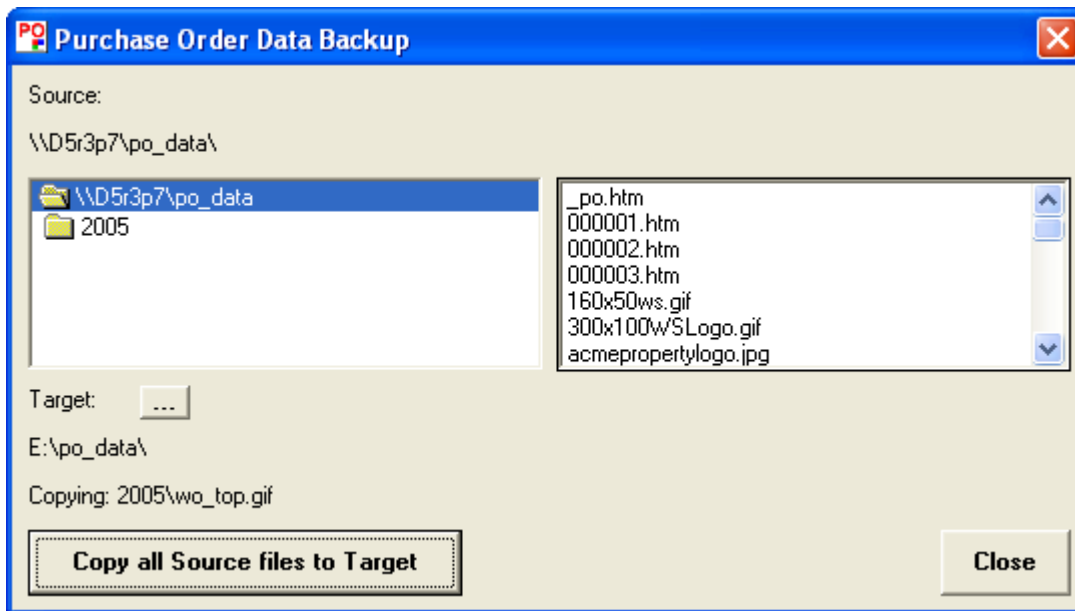 PO Purchase Order Data Backup
Source:
\\D5r3p7\po_data\
\\D5r3p7\po_data
2005
_po.htm
000001.htm
000002.htm
000003.htm
160x50ws.gif
300x100WSLogo.gif
acmepropertylogo.jpg
Target: ...
E:\po_data\
Copying: 2005\wo_top.gif
Copy all Source files to Target
Close